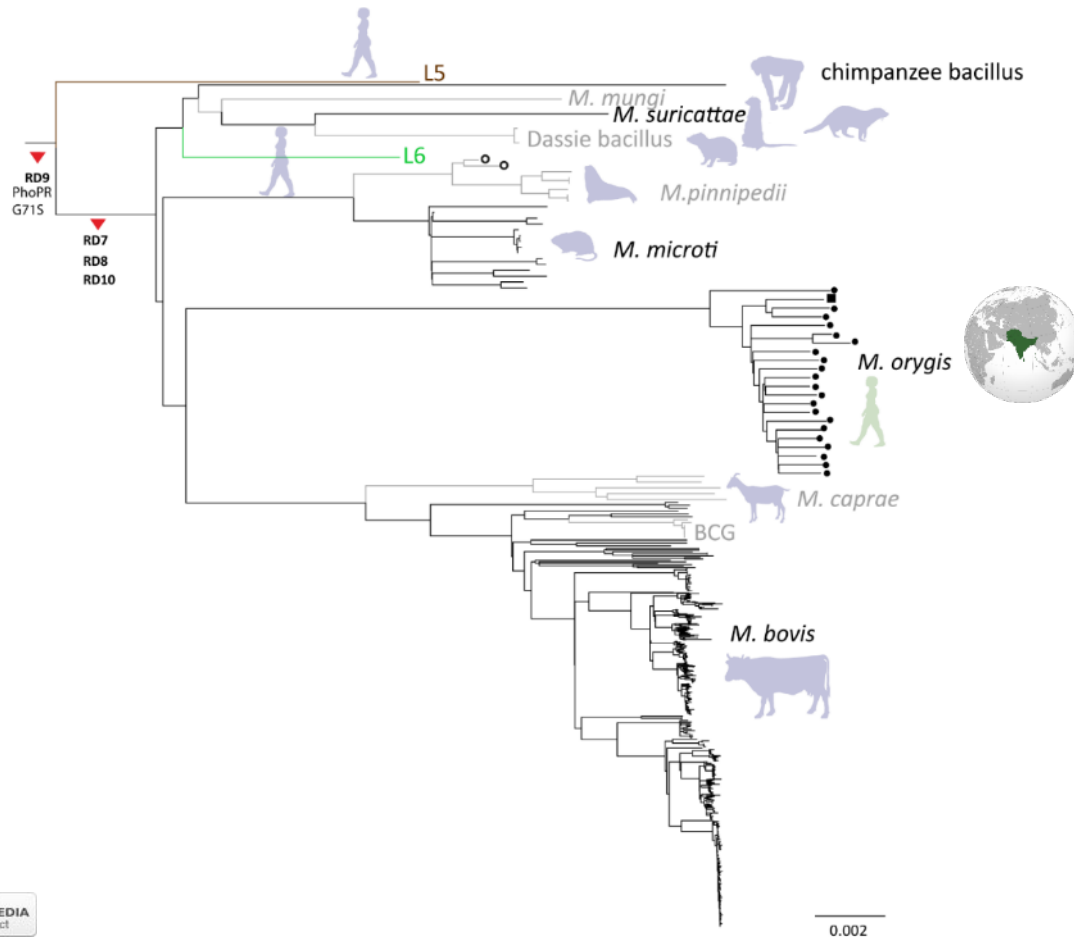 L5
chimpanzee bacillus
M. mungi
M. suricattae
Dassie bacillus
L6
RD9
PhoPR
G71S
M.pinnipedii
RD7
RD8
RD10
M. microti
M. orygis
M. caprae
BCG
M. bovis
EDIA
ct
0.002